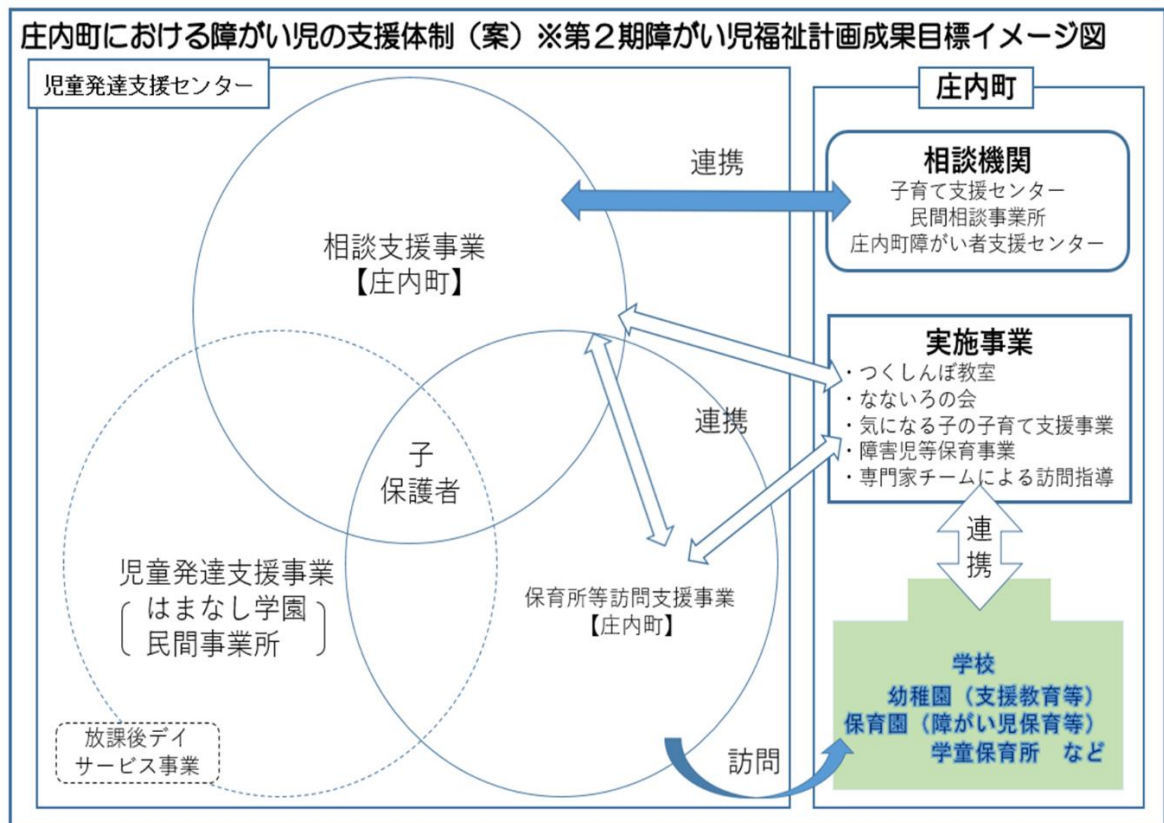 庄内町における障がい児の支援体制（案）※第２期障がい児福祉計画成果目標イメージ図
児童発達支援センター
相談支援事業
【庄内町】
子
保護者
児童発達支援事業
はまなし学園
民間事業所
保育所等訪問支援事業
【庄内町】
放課後デイ
サービス事業
連携
連携
訪問
庄内町
相談機関
子育て支援センター
民間相談事業所
庄内町障がい者支援センター
実施事業
・つくしんぼ教室
・なないろの会
・気になる子の子育て支援事業
・障害児等保育事業
・専門家チームによる訪問指導
連
携
学校
幼稚園（支援教育等）
保育園（障がい児保育等）
学童保育所　など